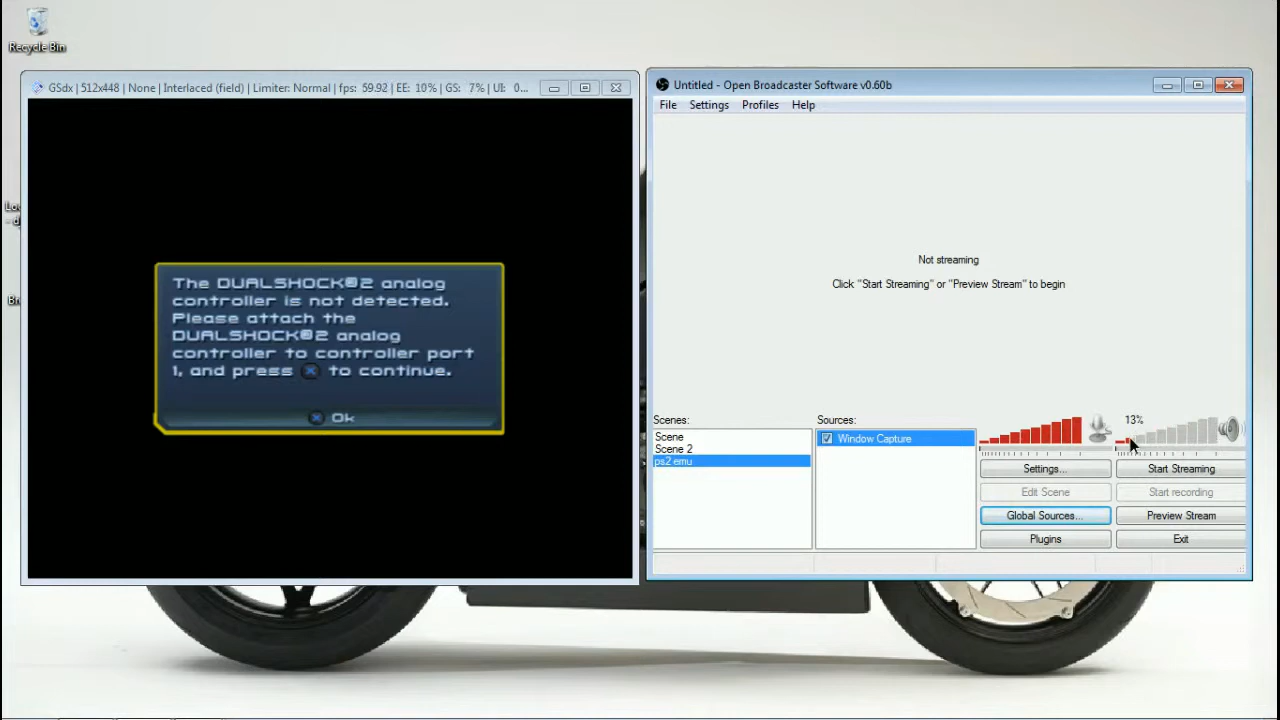 Recycle Bin
GSdx | 512x448 | None | Interlaced (field) | Limiter: Normal | fps: 59.92 | EE: 10% | GS: 7% | UI: 0...
The DUALSHOCK®2 analog
controller is not detected.
Please attach the
DUALSHOCK®2 analog
controller to controller port
1, and press to continue.
Ok
Untitled - Open Broadcaster Software v0.60b
File Settings Profiles Help
Not streaming
Click "Start Streaming" or "Preview Stream" to begin
Scenes:
Scene
Scene 2
ps2 emu
Sources:
Window Capture
13%
Settings...
Start Streaming
Edit Scene
Start recording
Global Sources...
Preview Stream
Plugins
Exit